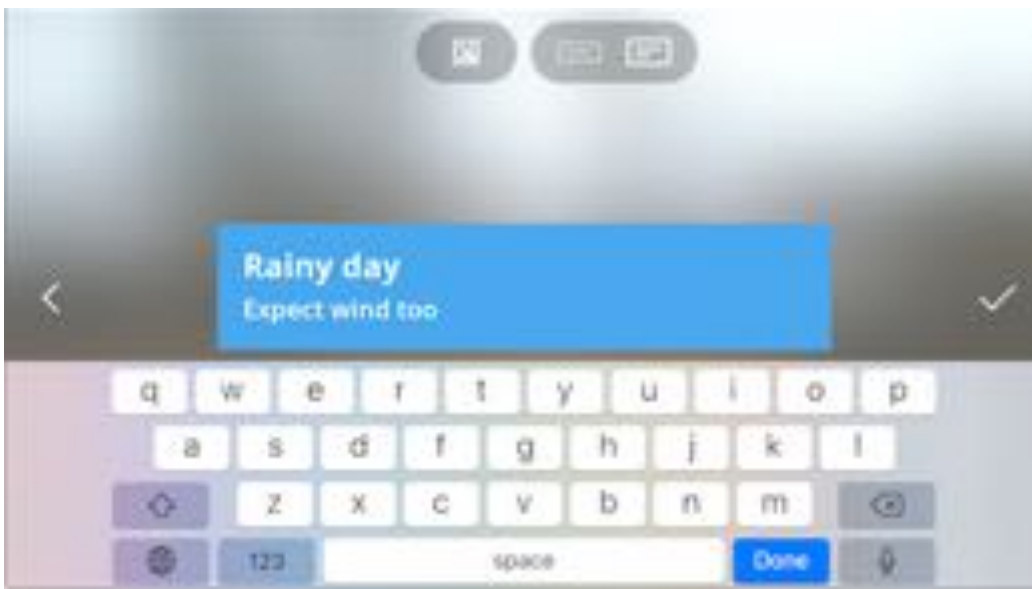 Rainy day
Expect wind too
q w e r t y u i o p
a s d f g h j k l
z x c v b n m
123 space Done